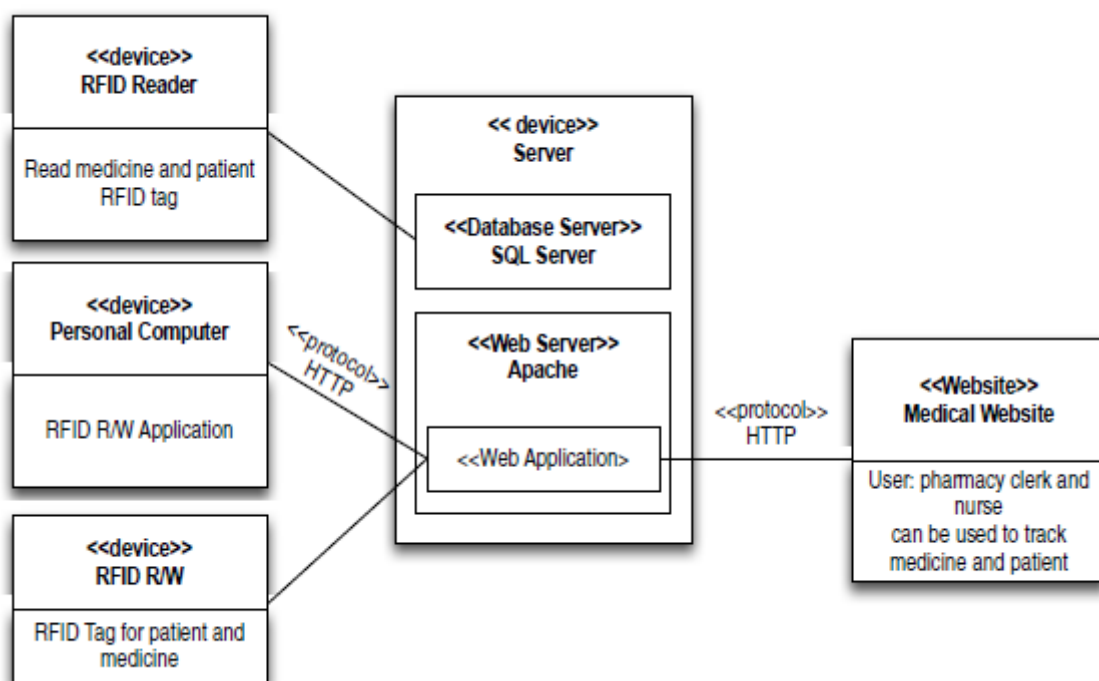 <<device>>
RFID Reader
Read medicine and patient
RFID tag
<<device>>
Personal Computer
RFID R/W Application
<<device>>
RFID R/W
RFID Tag for patient and
medicine
<<protocol>>
HTTP
<< device>>
Server
<<Database Server>>
SQL Server
<<Web Server>>
Apache
<<Web Application>
<<protocol>>
HTTP
<<Website>>
Medical Website
User: pharmacy clerk and
nurse
can be used to track
medicine and patient